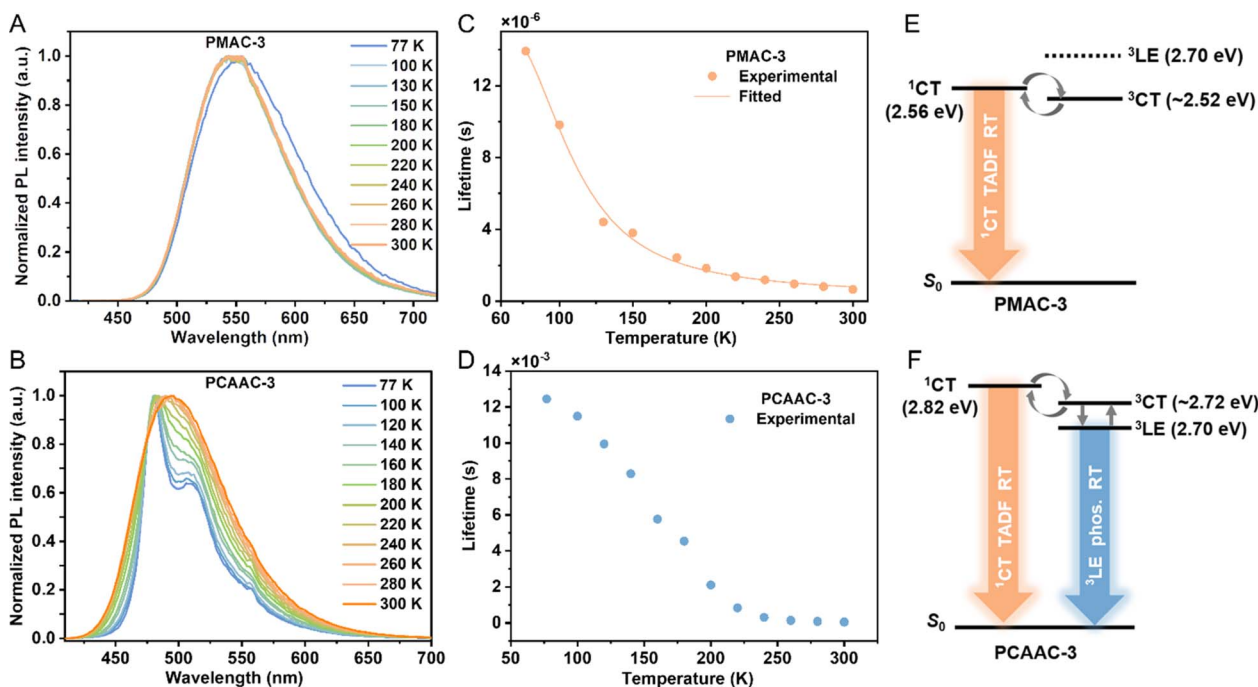 A
PMAC-3
77 K
100 K
130 K
150 K
180 K
200 K
220 K
240 K
260 K
280 K
300 K
Normalized PL intensity (a.u.)
1.0
0.8
0.6
0.4
0.2
0.0
450 500 550 600 650 700
Wavelength (nm)
B
PCAAC-3
77 K
100 K
120 K
140 K
160 K
180 K
200 K
220 K
240 K
260 K
280 K
300 K
Normalized PL intensity (a.u.)
1.0
0.8
0.6
0.4
0.2
0.0
450 500 550 600 650 700
Wavelength (nm)
C
×10⁻⁶
PMAC-3
Experimental
Fitted
Lifetime (s)
14
12
10
8
6
4
2
0
60 100 150 200 250 300
Temperature (K)
D
×10⁻³
PCAAC-3
Experimental
Lifetime (s)
14
12
10
8
6
4
2
0
50 100 150 200 250 300
Temperature (K)
E
³LE (2.70 eV)
¹CT
(2.56 eV)
³CT (~2.52 eV)
¹CT TADF RT
S₀
PMAC-3
F
¹CT
(2.82 eV)
³CT (~2.72 eV)
³LE (2.70 eV)
¹CT TADF RT
³LE phos. RT
S₀
PCAAC-3